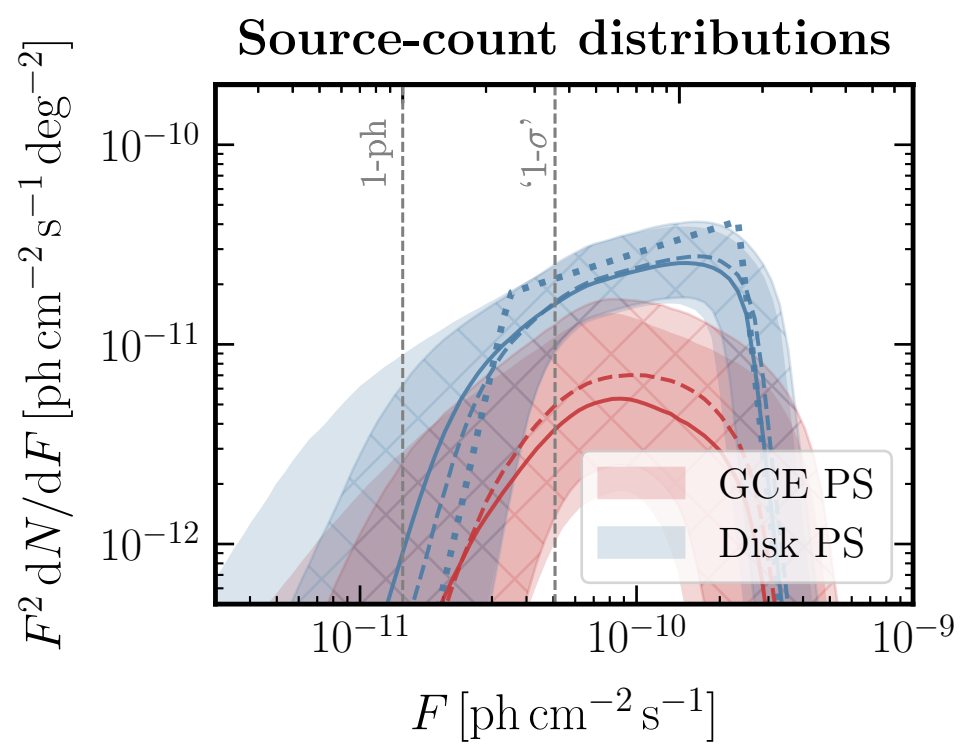 Source-count distributions
F² dN/dF [ph cm⁻² s⁻¹ deg⁻²]
10⁻¹⁰
10⁻¹¹
10⁻¹²
1-ph
‘1-σ’
GCE PS
Disk PS
10⁻¹¹ 10⁻¹⁰ 10⁻⁹
F [ph cm⁻² s⁻¹]